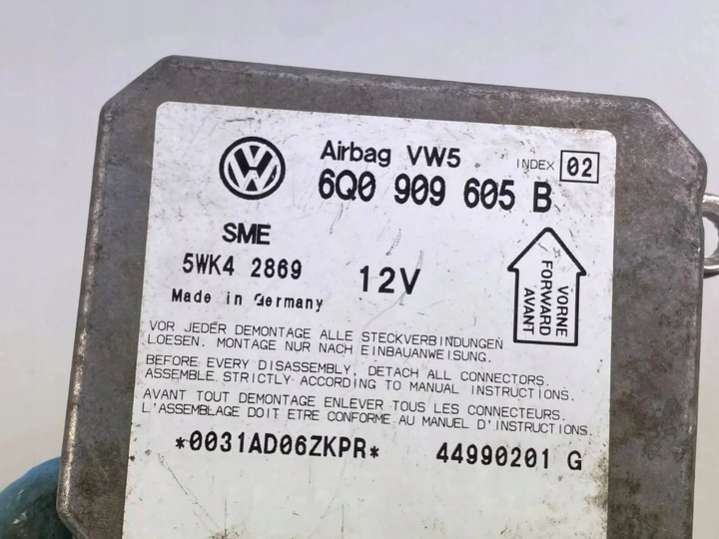 Airbag VW5 INDEX 02
6Q0 909 605 B
SME
5WK4 2869 12V
Made in Germany
VORNE
FORWARD
AVANT
VOR JEDER DEMONTAGE ALLE STECKVERBINDUNGEN
LOESEN. MONTAGE NUR NACH EINBAUANWEISUNG.
BEFORE EVERY DISASSEMBLY, DETACH ALL CONNECTORS.
ASSEMBLE STRICTLY ACCORDING TO MANUAL INSTRUCTIONS.
AVANT TOUT DEMONTAGE ENLEVER TOUS LES CONNECTEURS.
L'ASSEMBLAGE DOIT ETRE CONFORME AU MANUEL D'INSTRUCTIONS.
*0031AD06ZKPR* 44990201 G